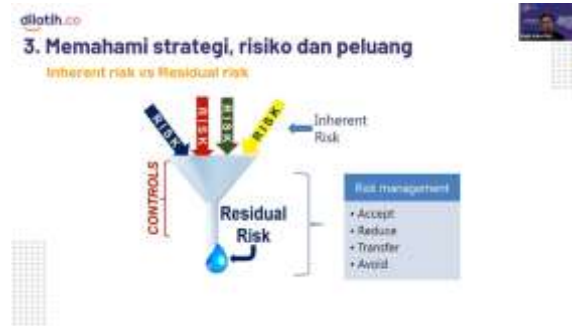 dilatih.co
3. Memahami strategi, risiko dan peluang
Inherent risk vs Residual risk
RISK
RISK
RISK
RISK
Inherent
Risk
CONTROLS
Residual
Risk
Risk management
• Accept
• Reduce
• Transfer
• Avoid